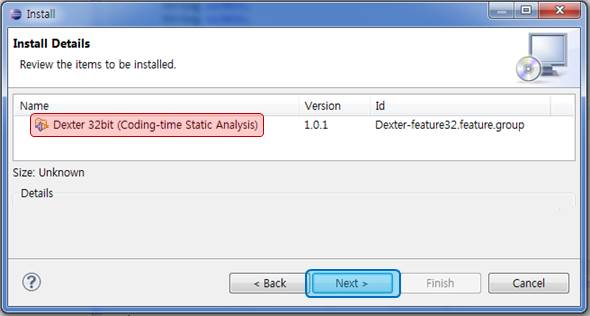 Install
Install Details
Review the items to be installed.
Name Version Id
Dexter 32bit (Coding-time Static Analysis) 1.0.1 Dexter-feature32.feature.group
Size: Unknown
Details
? < Back Next > Finish Cancel